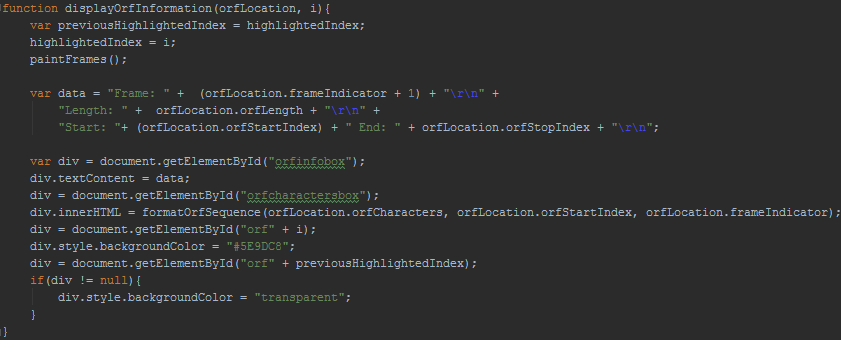 function displayOrfInformation(orfLocation, i){
    var previousHighlightedIndex = highlightedIndex;
    highlightedIndex = i;
    paintFrames();

    var data = "Frame: " +  (orfLocation.frameIndicator + 1) + "\r\n" +
        "Length: " +  orfLocation.orfLength + "\r\n" +
        "Start: "+ (orfLocation.orfStartIndex) + " End: " + orfLocation.orfStopIndex + "\r\n";

    var div = document.getElementById("orfinfobox");
    div.textContent = data;
    div = document.getElementById("orfcharactersbox");
    div.innerHTML = formatOrfSequence(orfLocation.orfCharacters, orfLocation.orfStartIndex, orfLocation.frameIndicator);
    div = document.getElementById("orf" + i);
    div.style.backgroundColor = "#5E9DC8";
    div = document.getElementById("orf" + previousHighlightedIndex);
    if(div != null){
        div.style.backgroundColor = "transparent";
    }
}